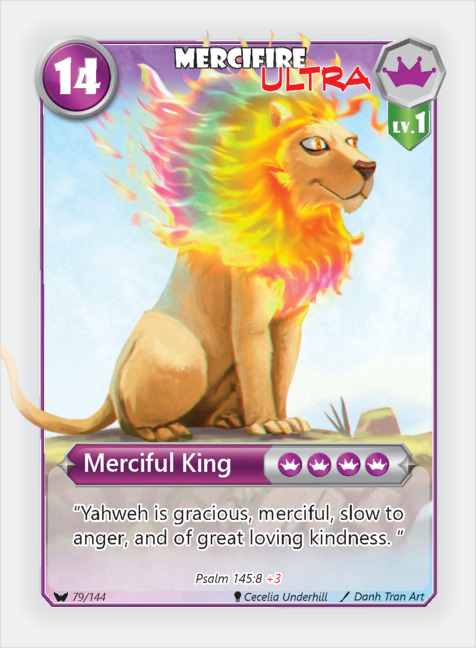 14
MERCIFIRE
ULTRA
LV.1
Merciful King
“Yahweh is gracious, merciful, slow to
anger, and of great loving kindness. ”
Psalm 145:8 +3
79/144
Cecelia Underhill
Danh Tran Art